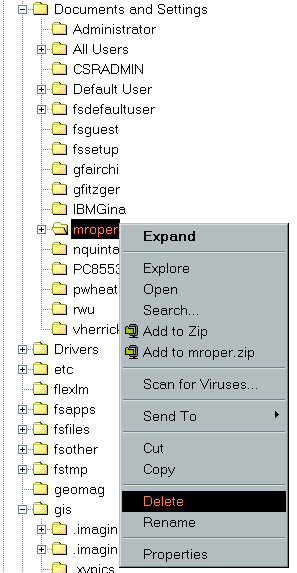 Documents and Settings
Administrator
All Users
CSRADMIN
Default User
fsdefaultuser
fsguest
fssetup
gfairchi
gfitzger
IBMGina
mroper
nquinta
PC8553
pwheat
rwu
vherrick
Drivers
etc
flexlm
fsapps
fsfiles
fsother
fstmp
geomag
gis
.imagin
.imagin
.xypics
Expand
Explore
Open
Search...
Add to Zip
Add to mroper.zip
Scan for Viruses...
Send To
Cut
Copy
Delete
Rename
Properties